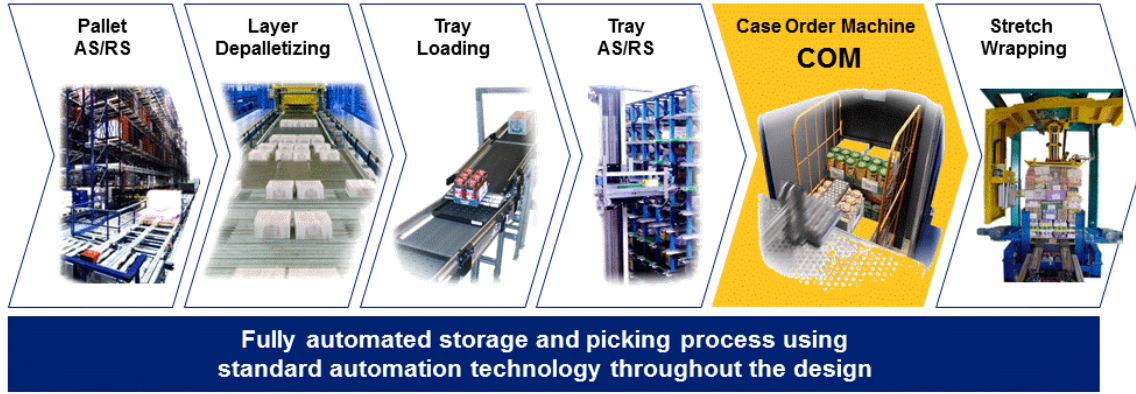 Pallet
AS/RS
Layer
Depalletizing
Tray
Loading
Tray
AS/RS
Case Order Machine
COM
Stretch
Wrapping
Fully automated storage and picking process using
standard automation technology throughout the design